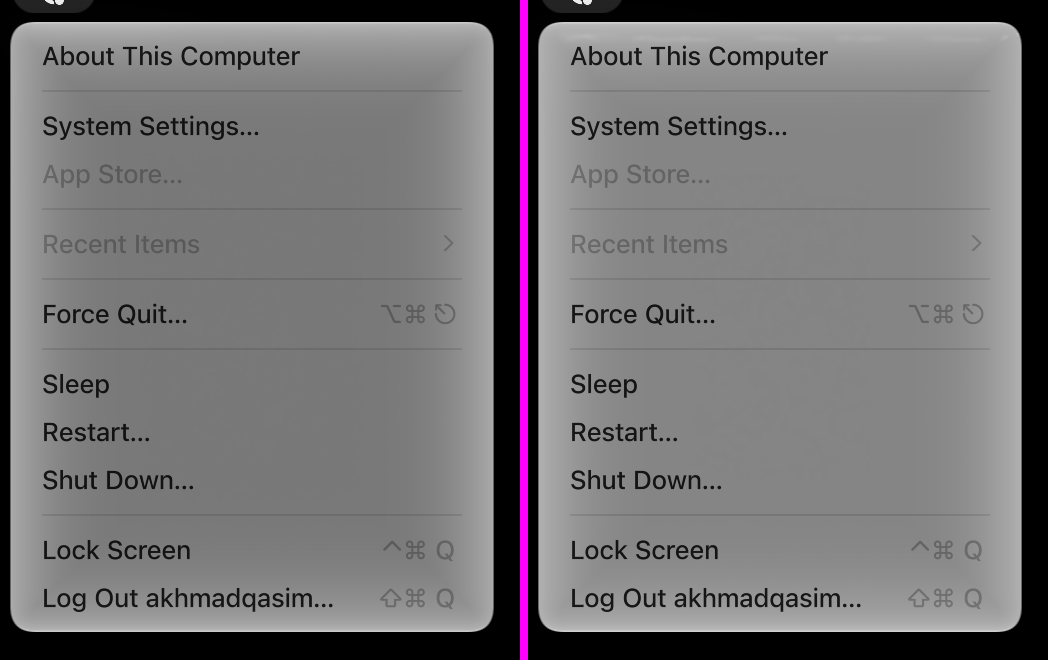 About This Computer
System Settings...
App Store...
Recent Items
Force Quit... ⌥⌘⎋
Sleep
Restart...
Shut Down...
Lock Screen ^⌘Q
Log Out akhmadqasim... ⇧⌘Q
About This Computer
System Settings...
App Store...
Recent Items
Force Quit... ⌥⌘⎋
Sleep
Restart...
Shut Down...
Lock Screen ^⌘Q
Log Out akhmadqasim... ⇧⌘Q